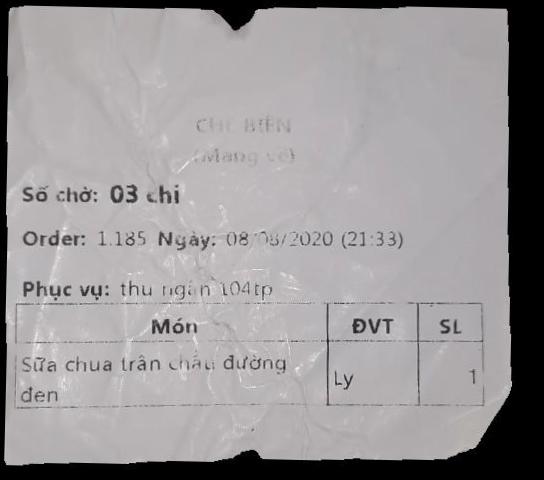 CHẾ BIẾN
(Mang về)
Số chờ: 03 chi
Order: 1.185 Ngày: 08/08/2020 (21:33)
Phục vụ: thu ngân 104tp
Món ĐVT SL
Sữa chua trân châu đường
đen
Ly 1